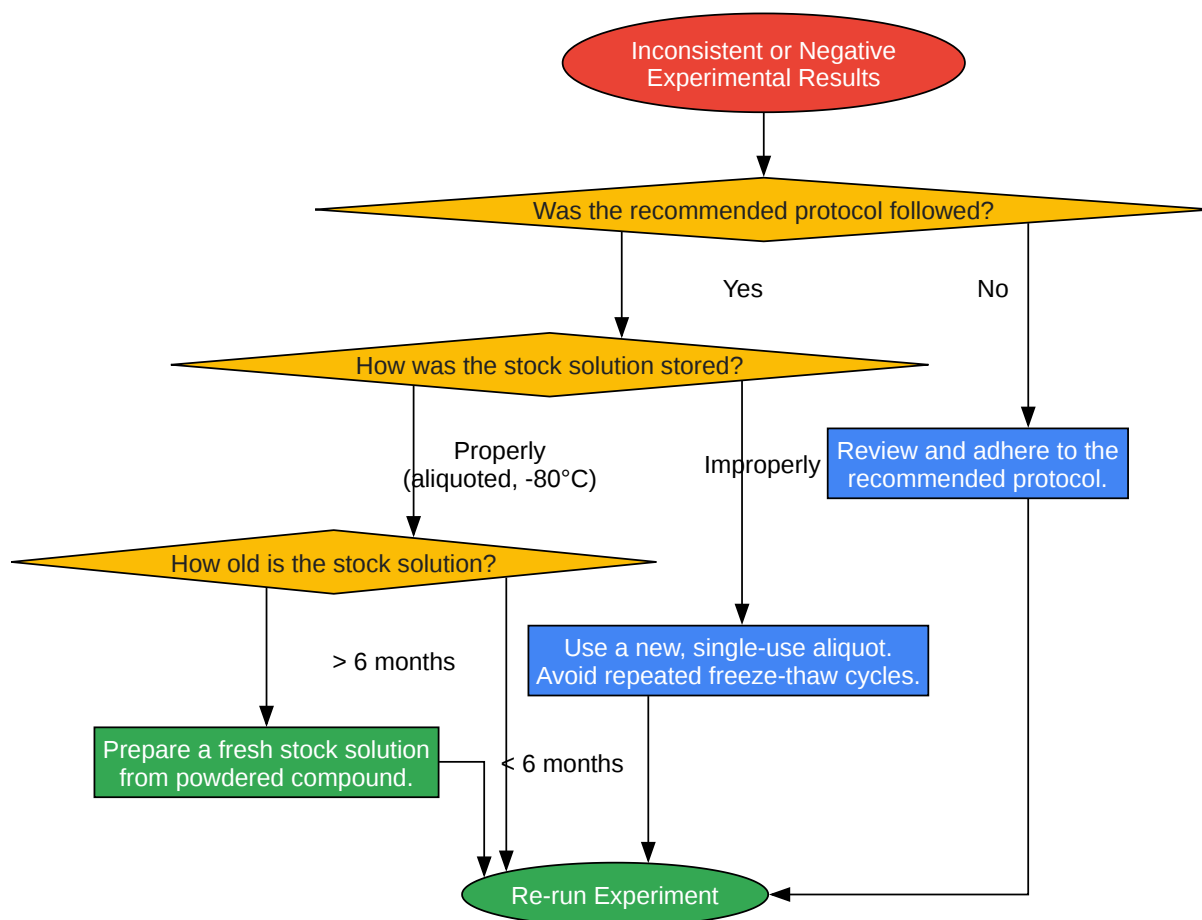 Inconsistent or Negative
Experimental Results
Was the recommended protocol followed?
Yes
No
How was the stock solution stored?
Properly
(aliquoted, -80°C)
Improperly
Review and adhere to the
recommended protocol.
How old is the stock solution?
> 6 months
Use a new, single-use aliquot.
Avoid repeated freeze-thaw cycles.
Prepare a fresh stock solution
from powdered compound.
< 6 months
Re-run Experiment